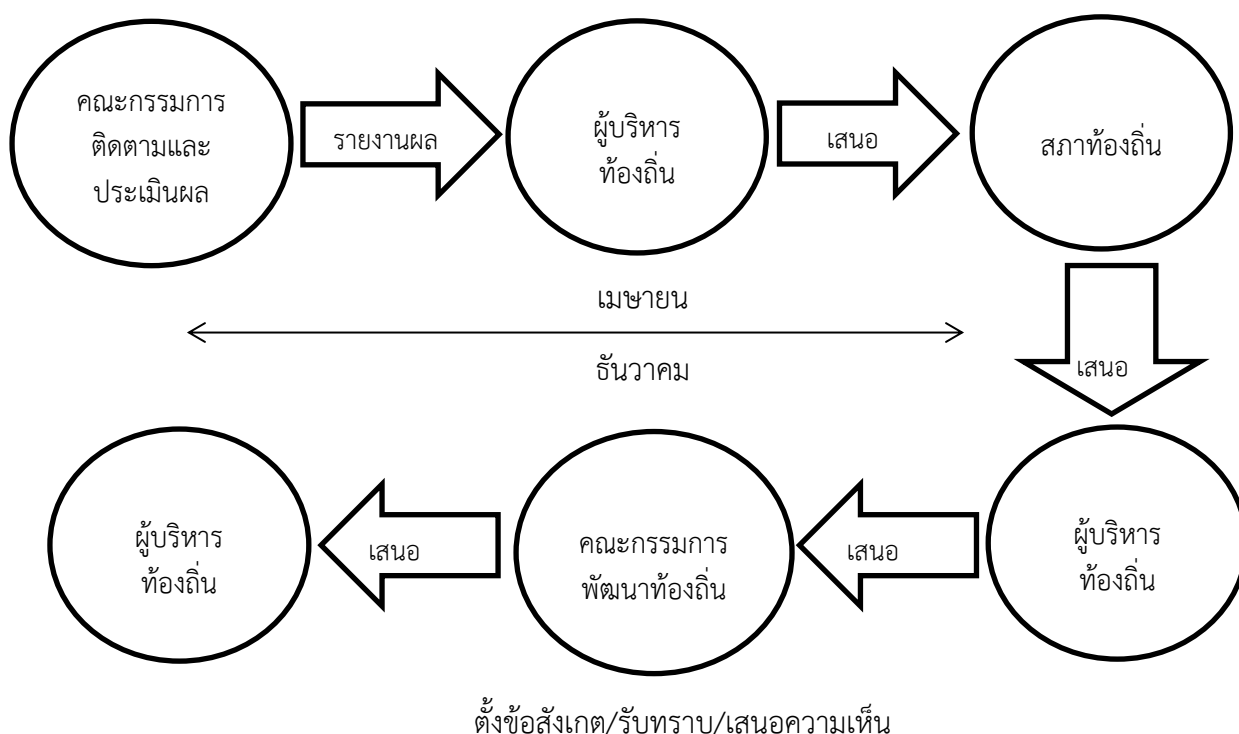 คณะกรรมการ
ติดตามและ
ประเมินผล
รายงานผล
ผู้บริหาร
ท้องถิ่น
เสนอ
สภาท้องถิ่น
เมษายน
ธันวาคม
เสนอ
ผู้บริหาร
ท้องถิ่น
เสนอ
คณะกรรมการ
พัฒนาท้องถิ่น
เสนอ
ผู้บริหาร
ท้องถิ่น
ตั้งข้อสังเกต/รับทราบ/เสนอความเห็น